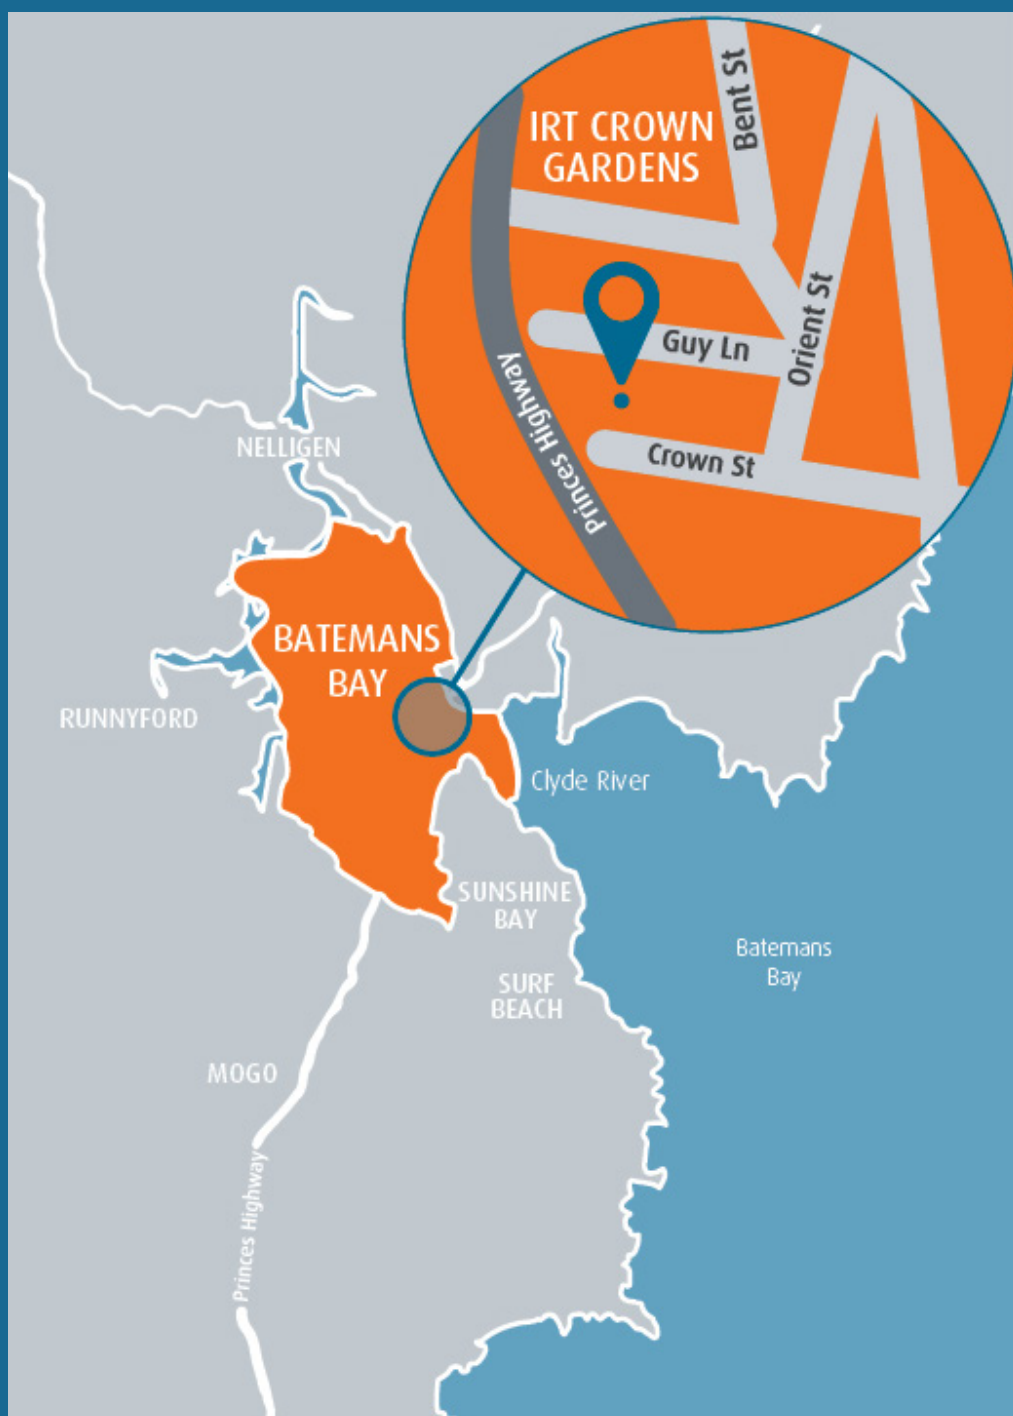 IRT CROWN
GARDENS
Bent St
Orient St
Guy Ln
Princes Highway
Crown St
NELLIGEN
BATEMANS
BAY
RUNNYFORD
Clyde River
SUNSHINE
BAY
Batemans
Bay
SURF
BEACH
MOGO
Princes Highway